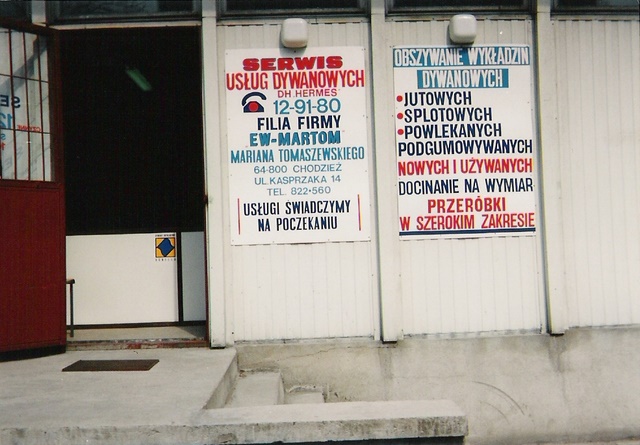 SERWIS
USŁUG DYWANOWYCH
DH HERMES
12-91-80
FILIA FIRMY
EW-MARTOM
MARIANA TOMASZEWSKIEGO
64-800 CHODZIEŻ
UL. KASPRZAKA 14
TEL. 822-560
USŁUGI ŚWIADCZYMY
NA POCZEKANIU
OBSZYWANIE WYKŁADZIN
DYWANOWYCH
JUTOWYCH
SPLOTOWYCH
POWLEKANYCH
PODGUMOWYWANYCH
NOWYCH I UŻYWANYCH
DOCINANIE NA WYMIAR
PRZERÓBKI
W SZEROKIM ZAKRESIE